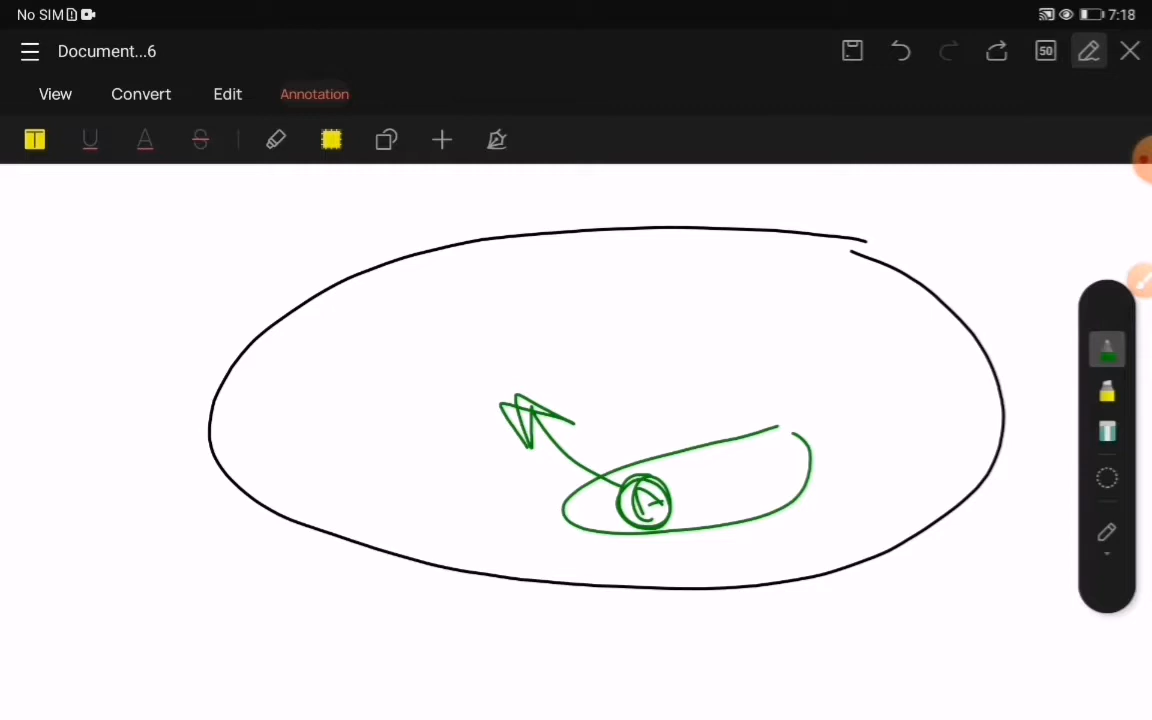 No SIM 7:18
Document...6 50
View Convert Edit Annotation
T U A S